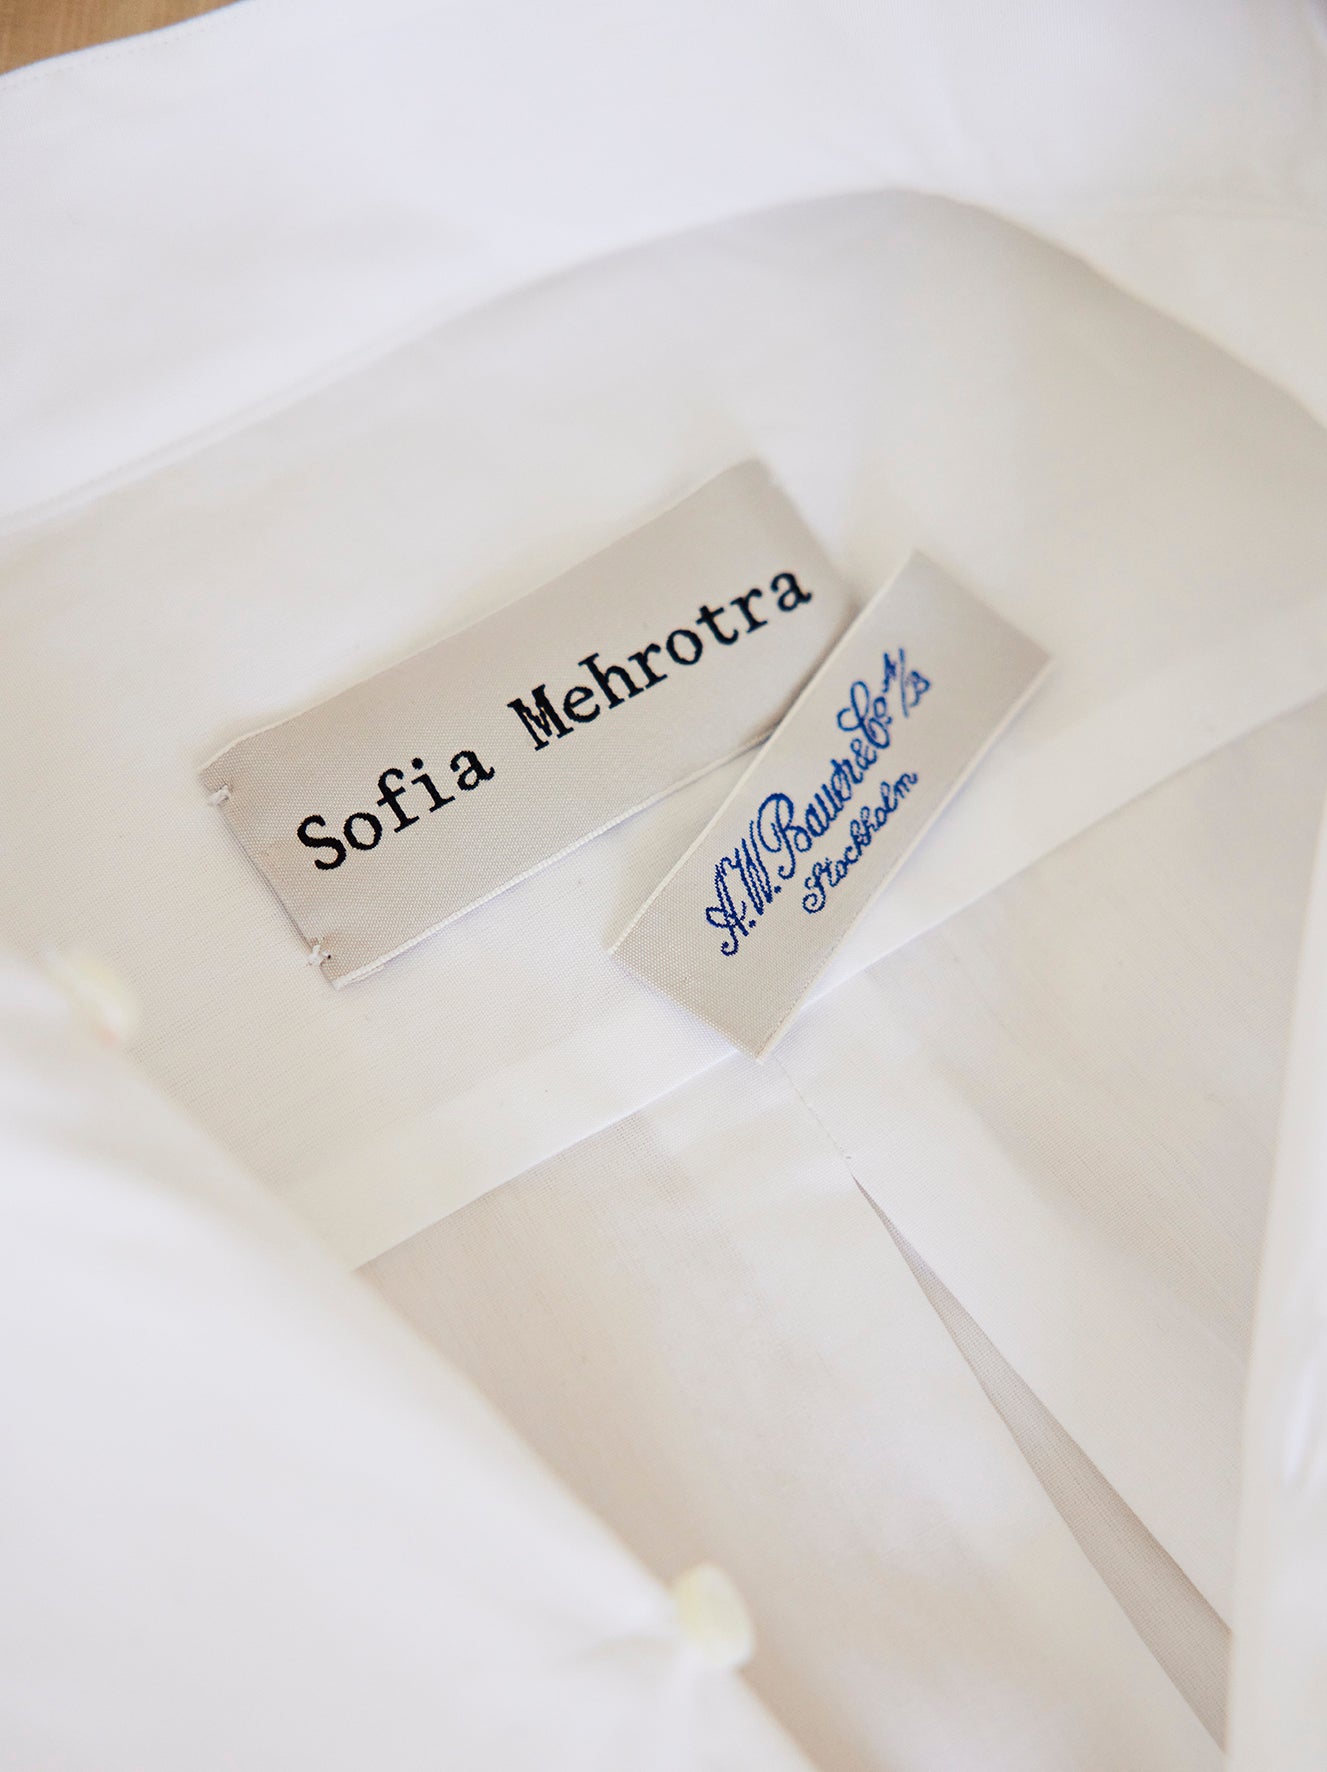 Sofia Mehrotra
A.W. Bauer & Co A/B
Stockholm